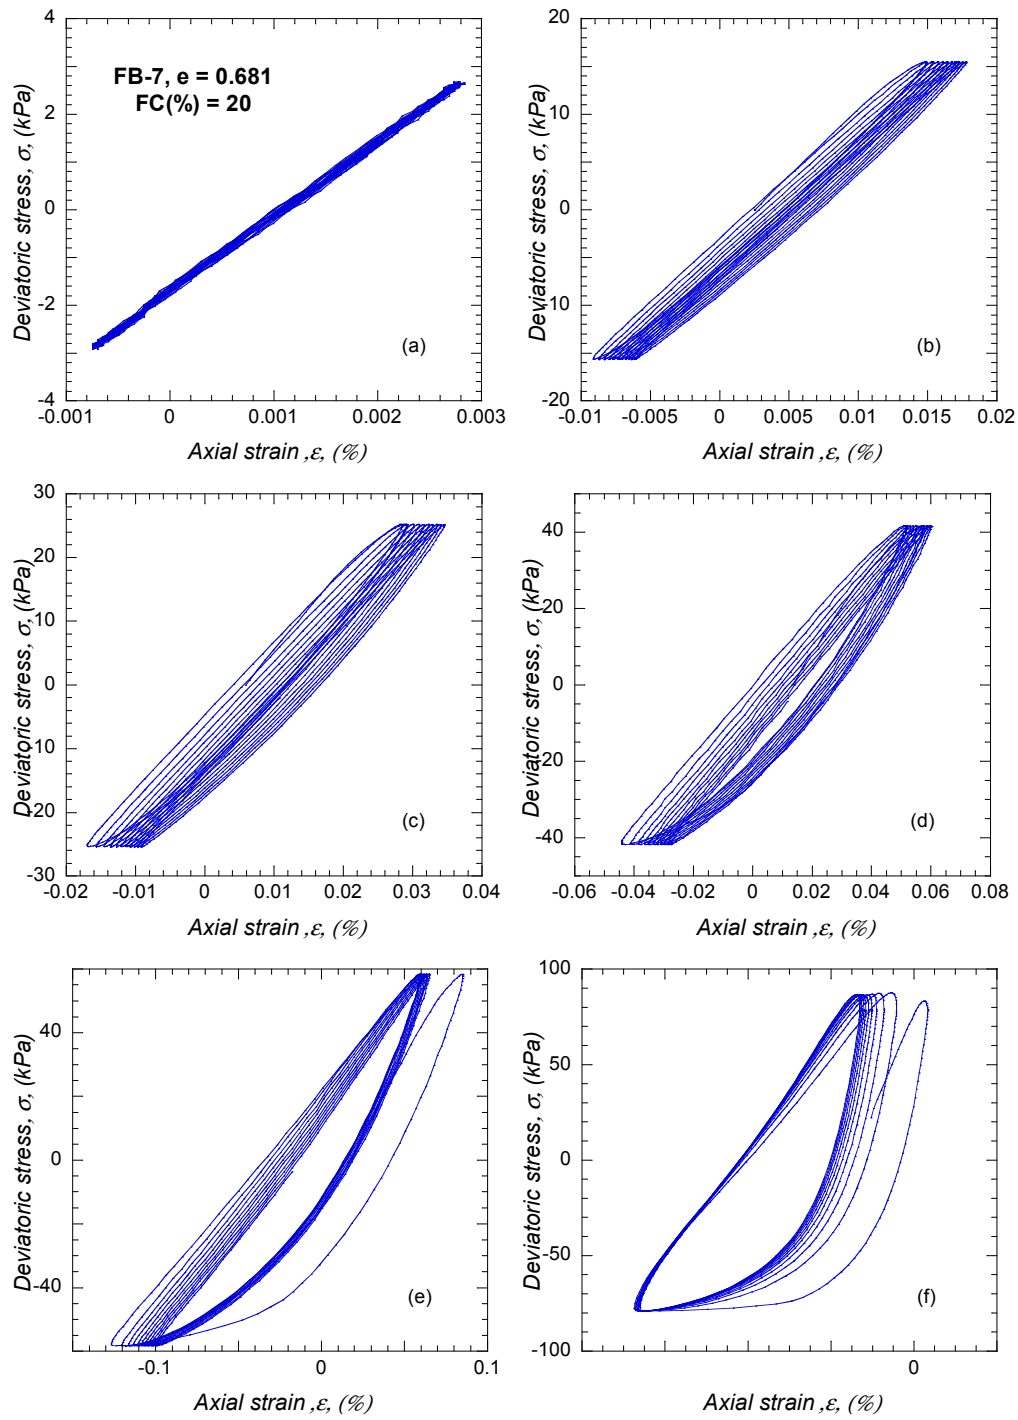 4
2
0
-2
-4
Deviatoric stress, σ, (kPa)
FB-7, e = 0.681
FC(%) = 20
(a)
-0.001 0 0.001 0.002 0.003
Axial strain ,ε, (%)
20
10
0
-10
-20
Deviatoric stress, σ, (kPa)
(b)
-0.01 -0.005 0 0.005 0.01 0.015 0.02
Axial strain ,ε, (%)
30
20
10
0
-10
-20
-30
Deviatoric stress, σ, (kPa)
(c)
-0.02 -0.01 0 0.01 0.02 0.03 0.04
Axial strain ,ε, (%)
40
20
0
-20
-40
Deviatoric stress, σ, (kPa)
(d)
-0.06 -0.04 -0.02 0 0.02 0.04 0.06 0.08
Axial strain ,ε, (%)
40
0
-40
Deviatoric stress, σ, (kPa)
(e)
-0.1 0 0.1
Axial strain ,ε, (%)
100
50
0
-50
-100
Deviatoric stress, σ, (kPa)
(f)
0
Axial strain ,ε, (%)